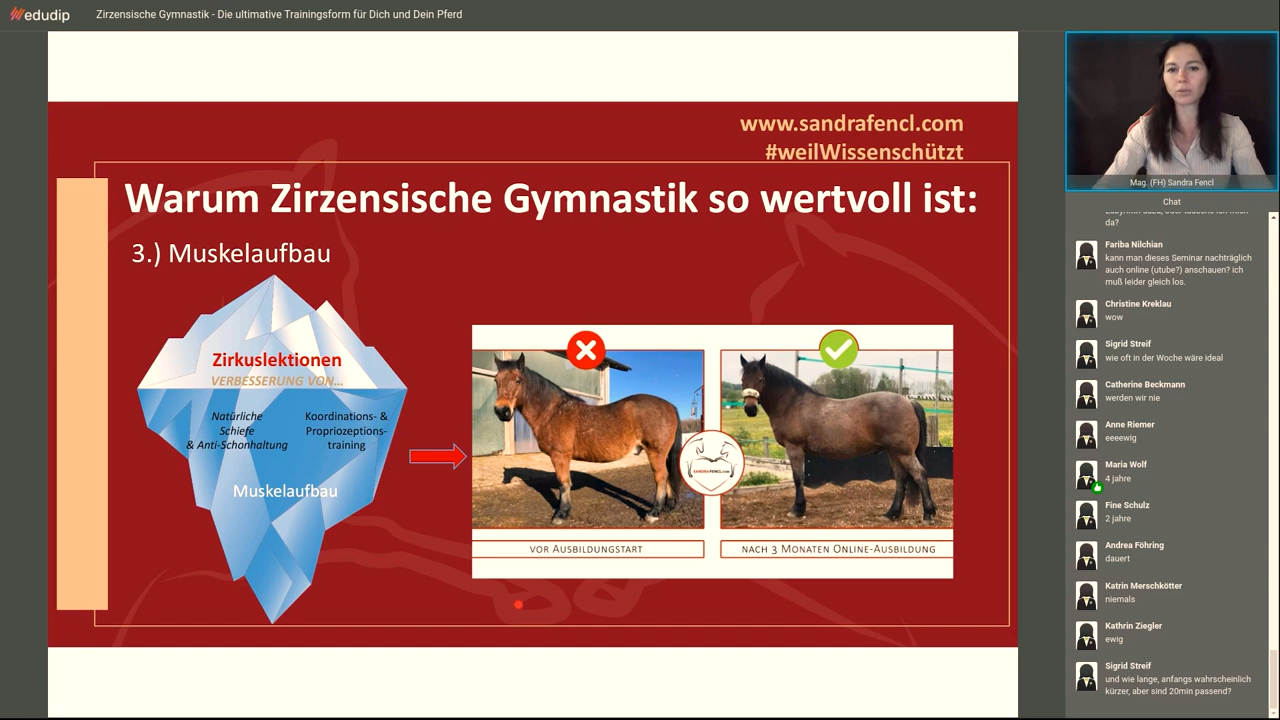 edudip
Zirzensische Gymnastik - Die ultimative Trainingsform für Dich und Dein Pferd
www.sandrafencl.com
#weilWissenschützt
Warum Zirzensische Gymnastik so wertvoll ist:
3.) Muskelaufbau
Zirkuslektionen
VERBESSERUNG VON...
Natürliche
Schiefe
& Anti-Schonhaltung
Koordinations- &
Propriozeptions-
training
Muskelaufbau
SANDRAFENCL.com
VOR AUSBILDUNGSTART
NACH 3 MONATEN ONLINE-AUSBILDUNG
Mag. (FH) Sandra Fencl
Chat
da?
Fariba Nilchian
kann man dieses Seminar nachträglich
auch online (utube?) anschauen? ich
muß leider gleich los.
Christine Kreklau
wow
Sigrid Streif
wie oft in der Woche wäre ideal
Catherine Beckmann
werden wir nie
Anne Riemer
eeeewig
Maria Wolf
4 jahre
Fine Schulz
2 jahre
Andrea Föhring
dauert
Katrin Merschkötter
niemals
Kathrin Ziegler
ewig
Sigrid Streif
und wie lange, anfangs wahrscheinlich
kürzer, aber sind 20min passend?